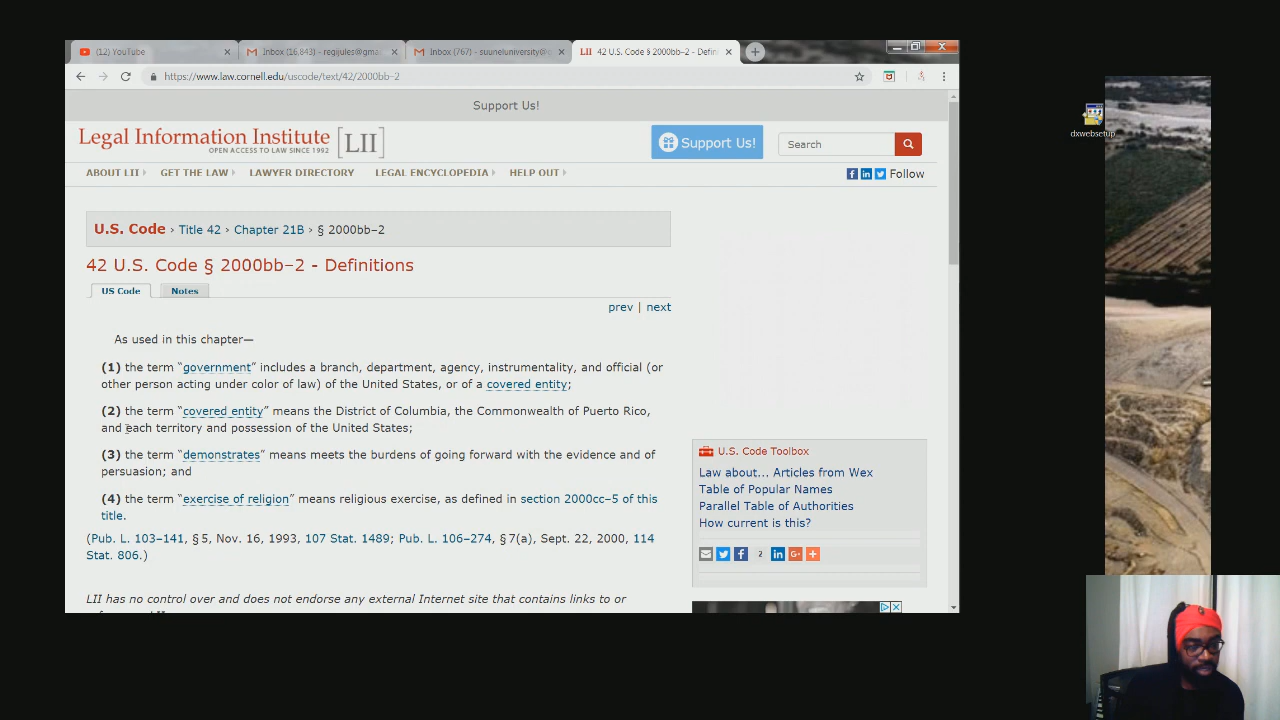 (12) YouTube
Inbox (16,843) - regijules@gma
Inbox (767) - suuneluniversity@
LII 42 U.S. Code § 2000bb–2 - Defin
https://www.law.cornell.edu/uscode/text/42/2000bb-2
Support Us!
Legal Information Institute [LII]
OPEN ACCESS TO LAW SINCE 1992
Support Us!
Search
ABOUT LII GET THE LAW LAWYER DIRECTORY LEGAL ENCYCLOPEDIA HELP OUT
Follow
U.S. Code › Title 42 › Chapter 21B › § 2000bb–2
42 U.S. Code § 2000bb–2 - Definitions
US Code Notes
prev | next
As used in this chapter—
(1) the term “government” includes a branch, department, agency, instrumentality, and official (or
other person acting under color of law) of the United States, or of a covered entity;
(2) the term “covered entity” means the District of Columbia, the Commonwealth of Puerto Rico,
and each territory and possession of the United States;
(3) the term “demonstrates” means meets the burdens of going forward with the evidence and of
persuasion; and
(4) the term “exercise of religion” means religious exercise, as defined in section 2000cc–5 of this
title.
(Pub. L. 103–141, § 5, Nov. 16, 1993, 107 Stat. 1489; Pub. L. 106–274, § 7(a), Sept. 22, 2000, 114
Stat. 806.)
LII has no control over and does not endorse any external Internet site that contains links to or
U.S. Code Toolbox
Law about... Articles from Wex
Table of Popular Names
Parallel Table of Authorities
How current is this?
2
G+
dxwebsetup